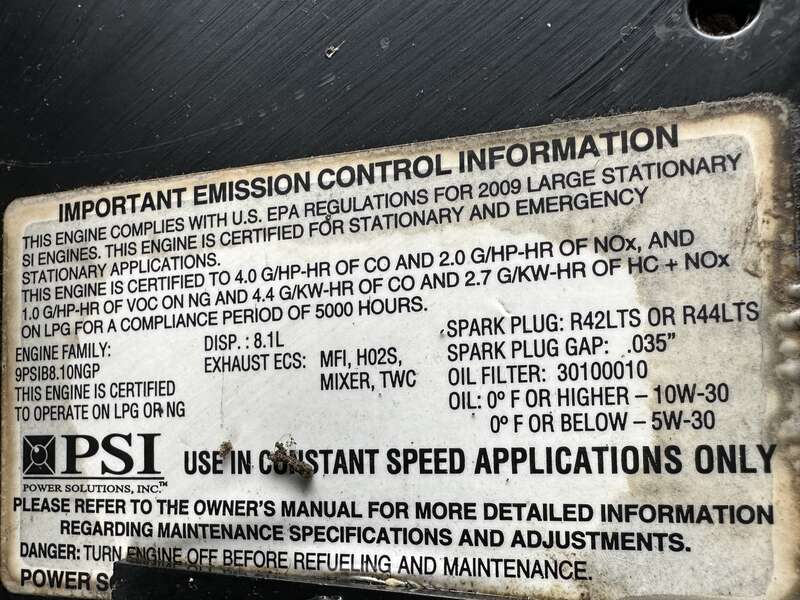 IMPORTANT EMISSION CONTROL INFORMATION
THIS ENGINE COMPLIES WITH U.S. EPA REGULATIONS FOR 2009 LARGE STATIONARY
SI ENGINES. THIS ENGINE IS CERTIFIED FOR STATIONARY AND EMERGENCY
STATIONARY APPLICATIONS.
THIS ENGINE IS CERTIFIED TO 4.0 G/HP-HR OF CO AND 2.0 G/HP-HR OF NOx, AND
1.0 G/HP-HR OF VOC ON NG AND 4.4 G/KW-HR OF CO AND 2.7 G/KW-HR OF HC + NOx
ON LPG FOR A COMPLIANCE PERIOD OF 5000 HOURS.
ENGINE FAMILY:
9PSIB8.10NGP
THIS ENGINE IS CERTIFIED
TO OPERATE ON LPG OR NG
DISP. : 8.1L
EXHAUST ECS: MFI, H02S,
MIXER, TWC
SPARK PLUG: R42LTS OR R44LTS
SPARK PLUG GAP: .035"
OIL FILTER: 30100010
OIL: 0º F OR HIGHER – 10W-30
0º F OR BELOW – 5W-30
PSI
POWER SOLUTIONS, INC.™
USE IN CONSTANT SPEED APPLICATIONS ONLY
PLEASE REFER TO THE OWNER'S MANUAL FOR MORE DETAILED INFORMATION
REGARDING MAINTENANCE SPECIFICATIONS AND ADJUSTMENTS.
DANGER: TURN ENGINE OFF BEFORE REFUELING AND MAINTENANCE.
POWER